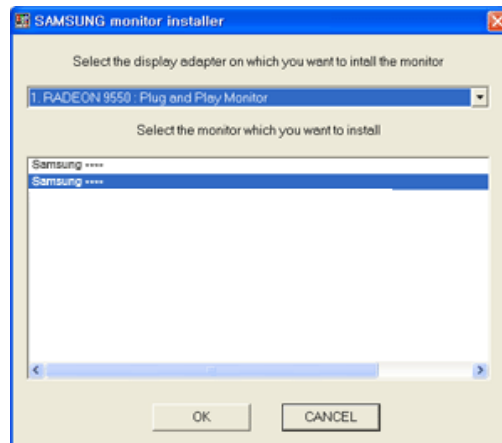 SAMSUNG monitor installer
Select the display adapter on which you want to intall the monitor
1. RADEON 9550 : Plug and Play Monitor
Select the monitor which you want to install
Samsung ----
Samsung ----
OK
CANCEL